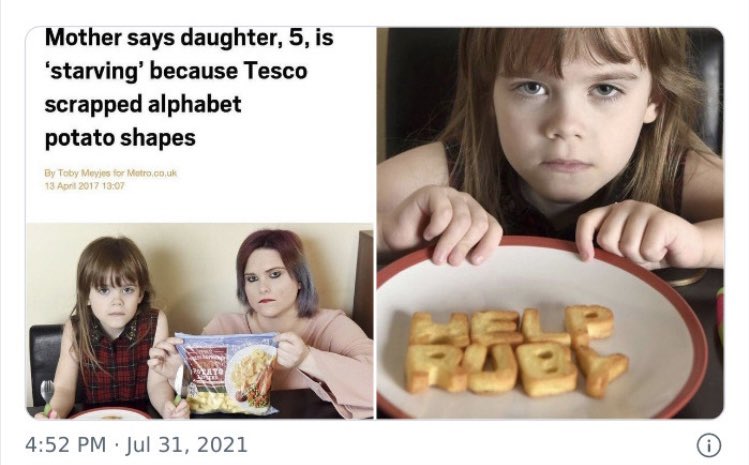 Mother says daughter, 5, is
‘starving’ because Tesco
scrapped alphabet
potato shapes
By Toby Meyjes for Metro.co.uk
13 April 2017 13:07
POTATO
HELP
RUBY
4:52 PM · Jul 31, 2021